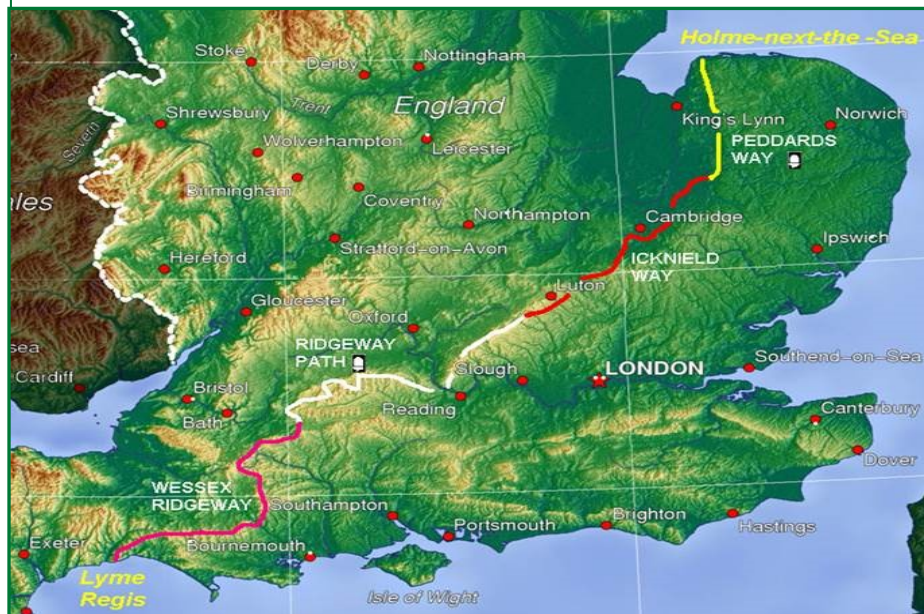 Holme-next-the -Sea
Stoke
Nottingham
Derby
Trent
England
King's Lynn
Norwich
Shrewsbury
Severn
PEDDARDS
WAY
Wolverhampton
Leicester
Birmingham
Coventry
ales
Northampton
Cambridge
Stratford-on-Avon
Ipswich
Hereford
ICKNIELD
WAY
Luton
Gloucester
Oxford
RIDGEWAY
PATH
sea
Slough
LONDON
Southend-on-Sea
Cardiff
Bristol
Reading
Bath
Canterbury
Dover
WESSEX
RIDGEWAY
Southampton
Portsmouth
Brighton
Hastings
Exeter
Bournemouth
Lyme
Regis
Isle of Wight